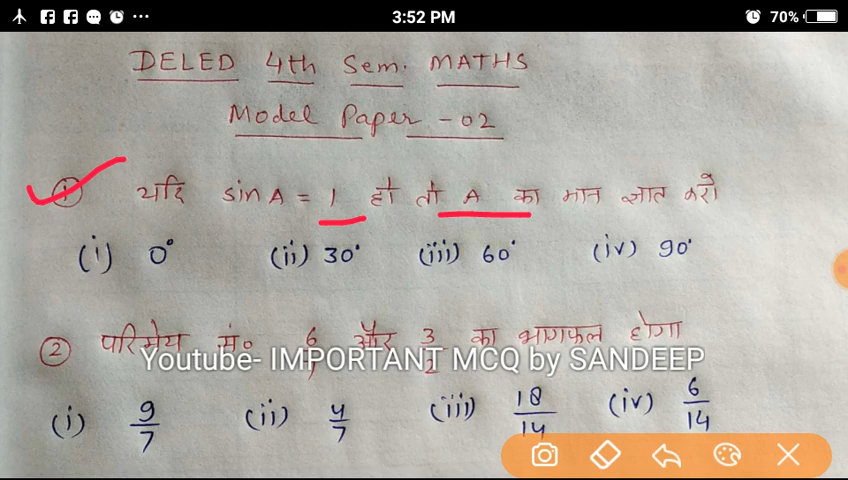 3:52 PM
70%
DELED 4th Sem. MATHS
Model Paper - 02
① यदि sin A = 1 हो तो A का मान ज्ञात करो
(i) 0° (ii) 30° (iii) 60° (iv) 90°
② परिमेय सं० 6/7 और 3/2 का भागफल होगा
Youtube- IMPORTANT MCQ by SANDEEP
(i) 9/7 (ii) 4/7 (iii) 18/14 (iv) 6/14